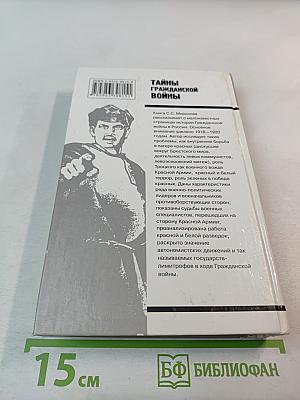 ТАЙНЫ
ГРАЖДАНСКОЙ
ВОЙНЫ
Книга С.С. Миронова
рассказывает о малоизвестных
страницах истории Гражданской
войны в России. Основное
внимание уделено 1918—1920
годам. Автор исследует такие
проблемы, как внутренняя борьба
в лагере красных (дискуссия
вокруг Брестского мира,
деятельность левых коммунистов,
левоэсеровский мятеж), роль
Троцкого как военного вождя
Красной Армии, красный и белый
террор, роль зеленых в победе
красных. Даны характеристики
ряда военно-политических
лидеров и военачальников
противоборствующих сторон,
показаны судьбы военных
специалистов, перешедших на
сторону Красной Армии;
проанализирована работа
красной и белой разведок,
раскрыто значение
автономистских движений и так
называемых государств-
лимитрофов в ходе Гражданской
войны.
15 см
БФ БИБЛИОФАН